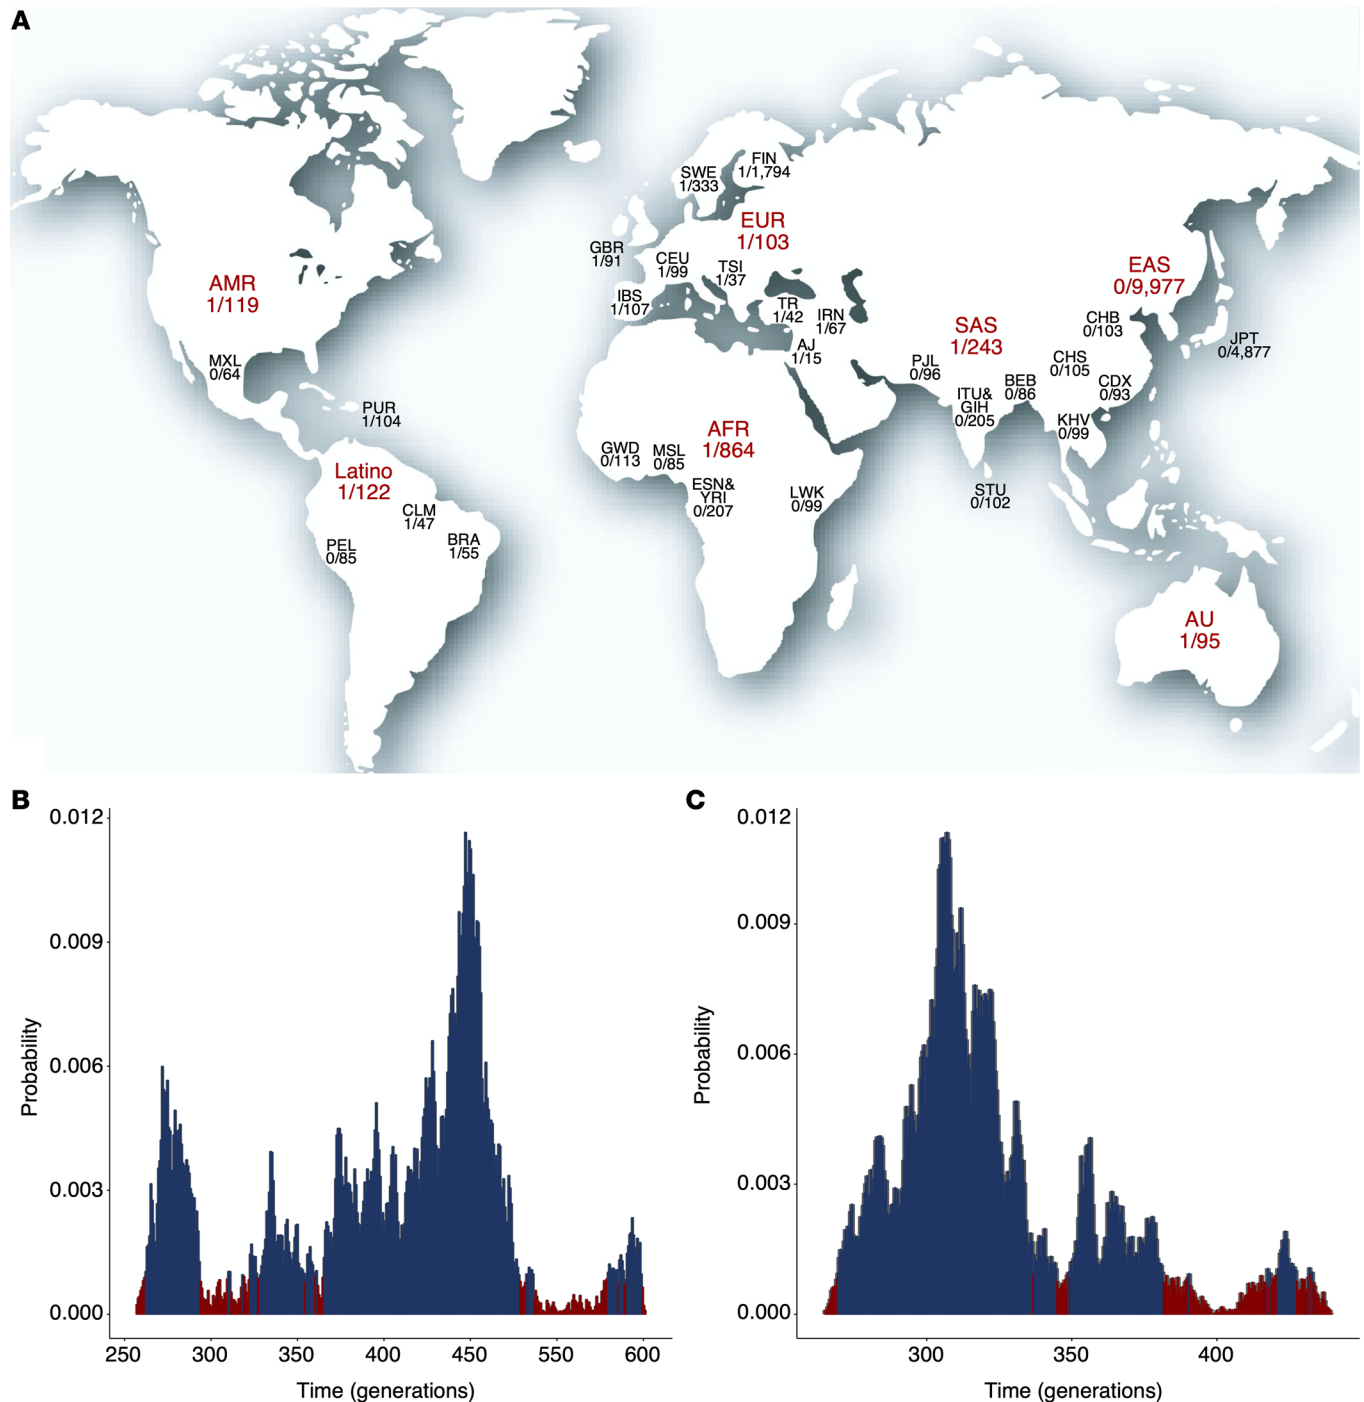 A
FIN
1/1,794
SWE
1/333
EUR
1/103
GBR
1/91
CEU
1/99
TSI
1/37
IBS
1/107
TR
1/42
IRN
1/67
AJ
1/15
AMR
1/119
MXL
0/64
PUR
1/104
Latino
1/122
CLM
1/47
BRA
1/55
PEL
0/85
AFR
1/864
GWD
0/113
MSL
0/85
ESN&
YRI
0/207
LWK
0/99
EAS
0/9,977
SAS
1/243
CHB
0/103
JPT
0/4,877
CHS
0/105
CDX
0/93
PJL
0/96
ITU&
GIH
0/205
BEB
0/86
KHV
0/99
STU
0/102
AU
1/95
B
0.012
0.009
0.006
0.003
0.000
Probability
250 300 350 400 450 500 550 600
Time (generations)
C
0.012
0.009
0.006
0.003
0.000
Probability
300 350 400
Time (generations)